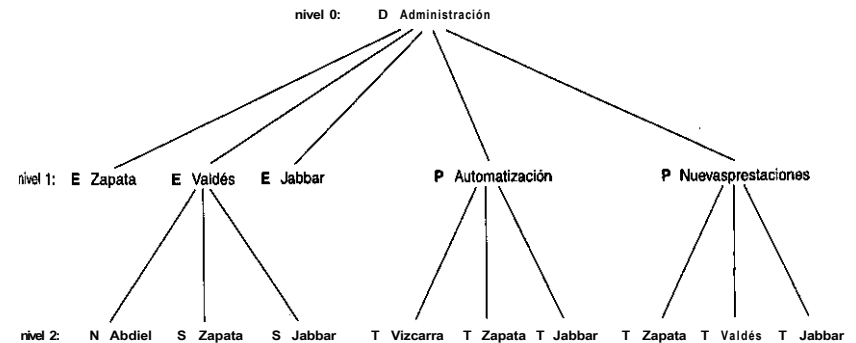 nivel 0: D Administración
nivel 1: E Zapata E Valdés E Jabbar P Automatización P Nuevasprestaciones
nivel 2: N Abdiel S Zapata S Jabbar T Vizcarra T Zapata T Jabbar T Zapata T Valdés T Jabbar